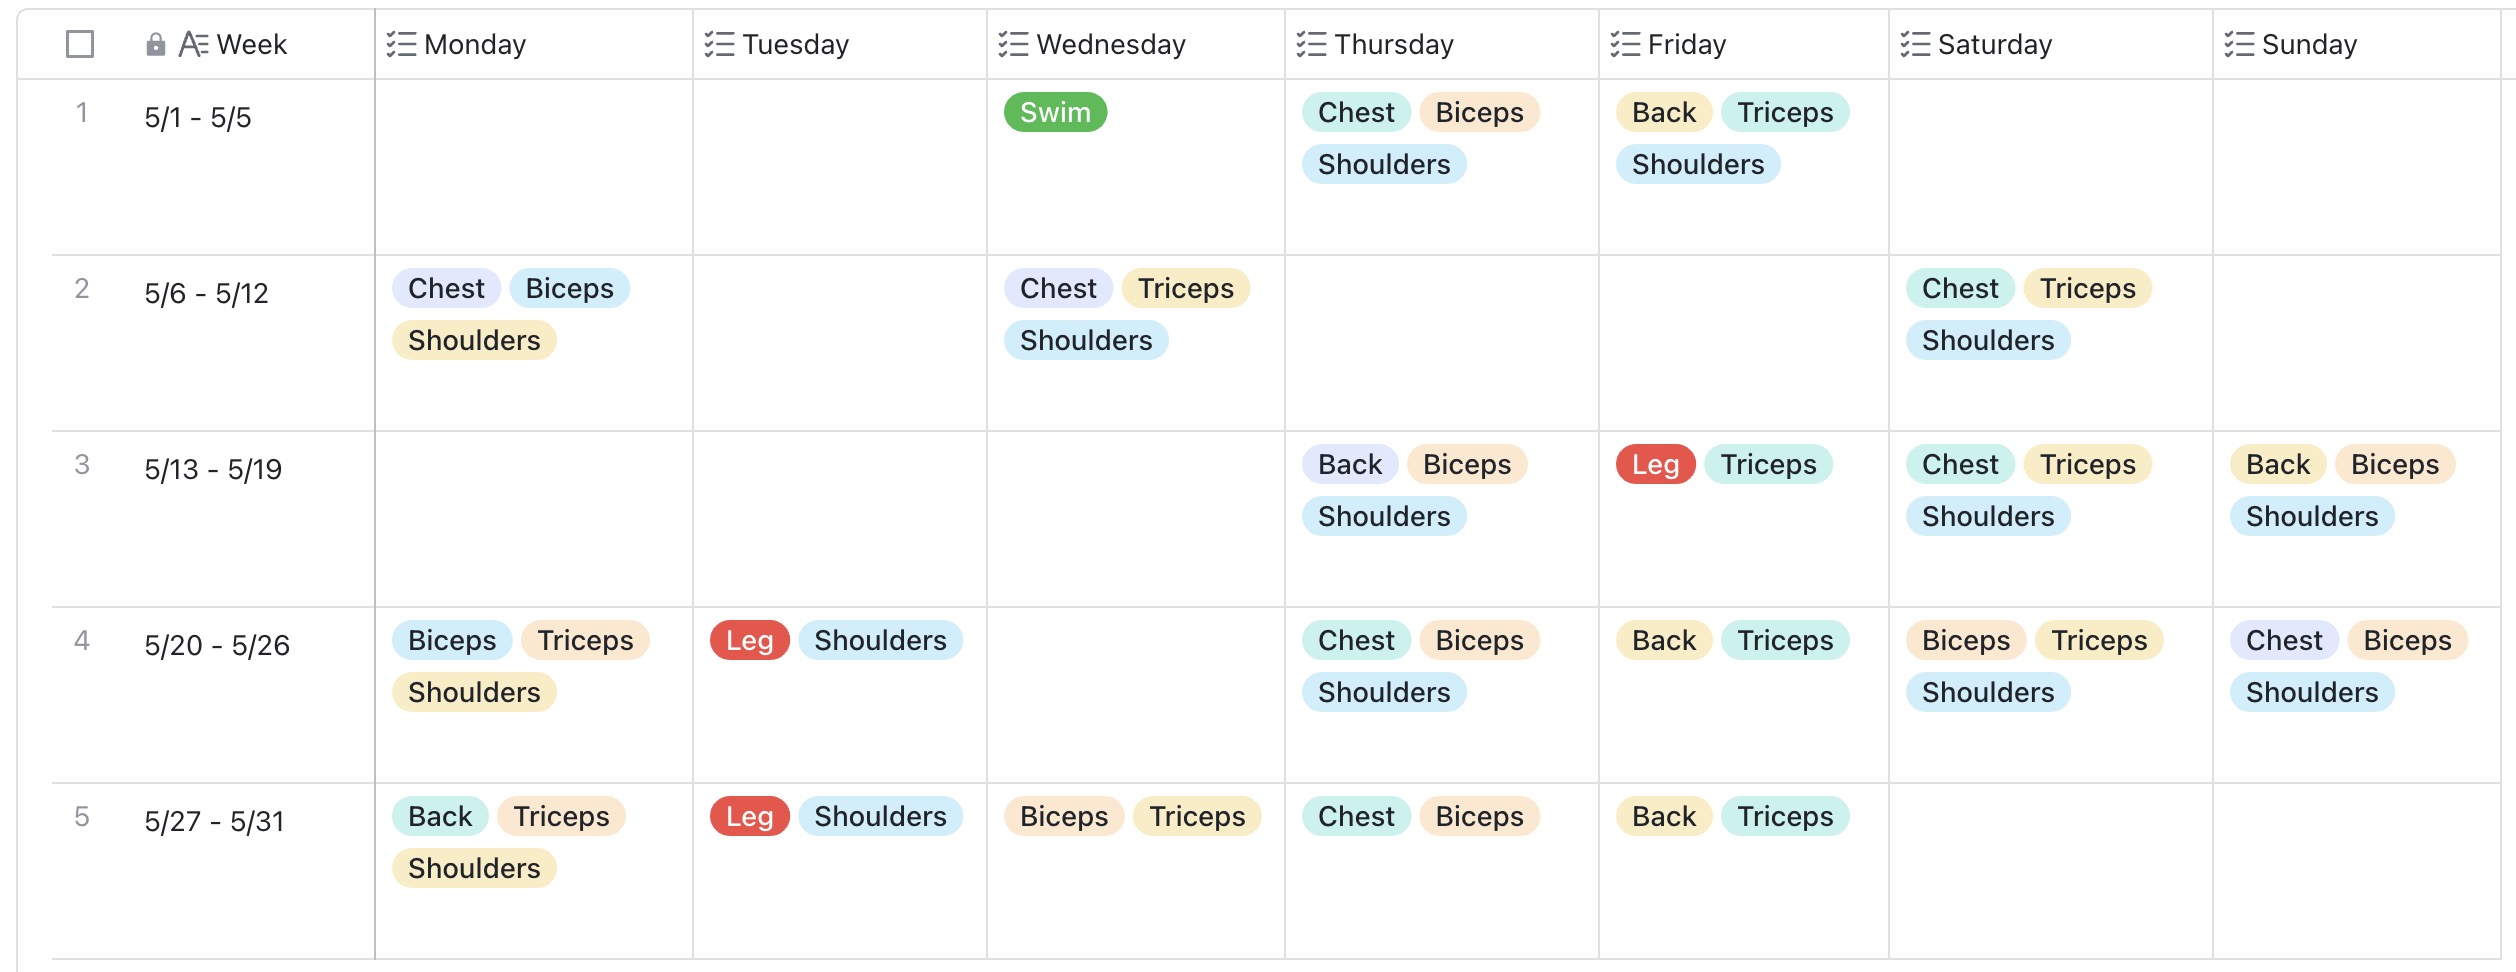 Week Monday Tuesday Wednesday Thursday Friday Saturday Sunday
1 5/1 - 5/5 Swim Chest Biceps Back Triceps
Shoulders Shoulders
2 5/6 - 5/12 Chest Biceps Chest Triceps Chest Triceps
Shoulders Shoulders Shoulders
3 5/13 - 5/19 Back Biceps Leg Triceps Chest Triceps Back Biceps
Shoulders Shoulders Shoulders
4 5/20 - 5/26 Biceps Triceps Leg Shoulders Chest Biceps Back Triceps Biceps Triceps Chest Biceps
Shoulders Shoulders Shoulders Shoulders
5 5/27 - 5/31 Back Triceps Leg Shoulders Biceps Triceps Chest Biceps Back Triceps
Shoulders